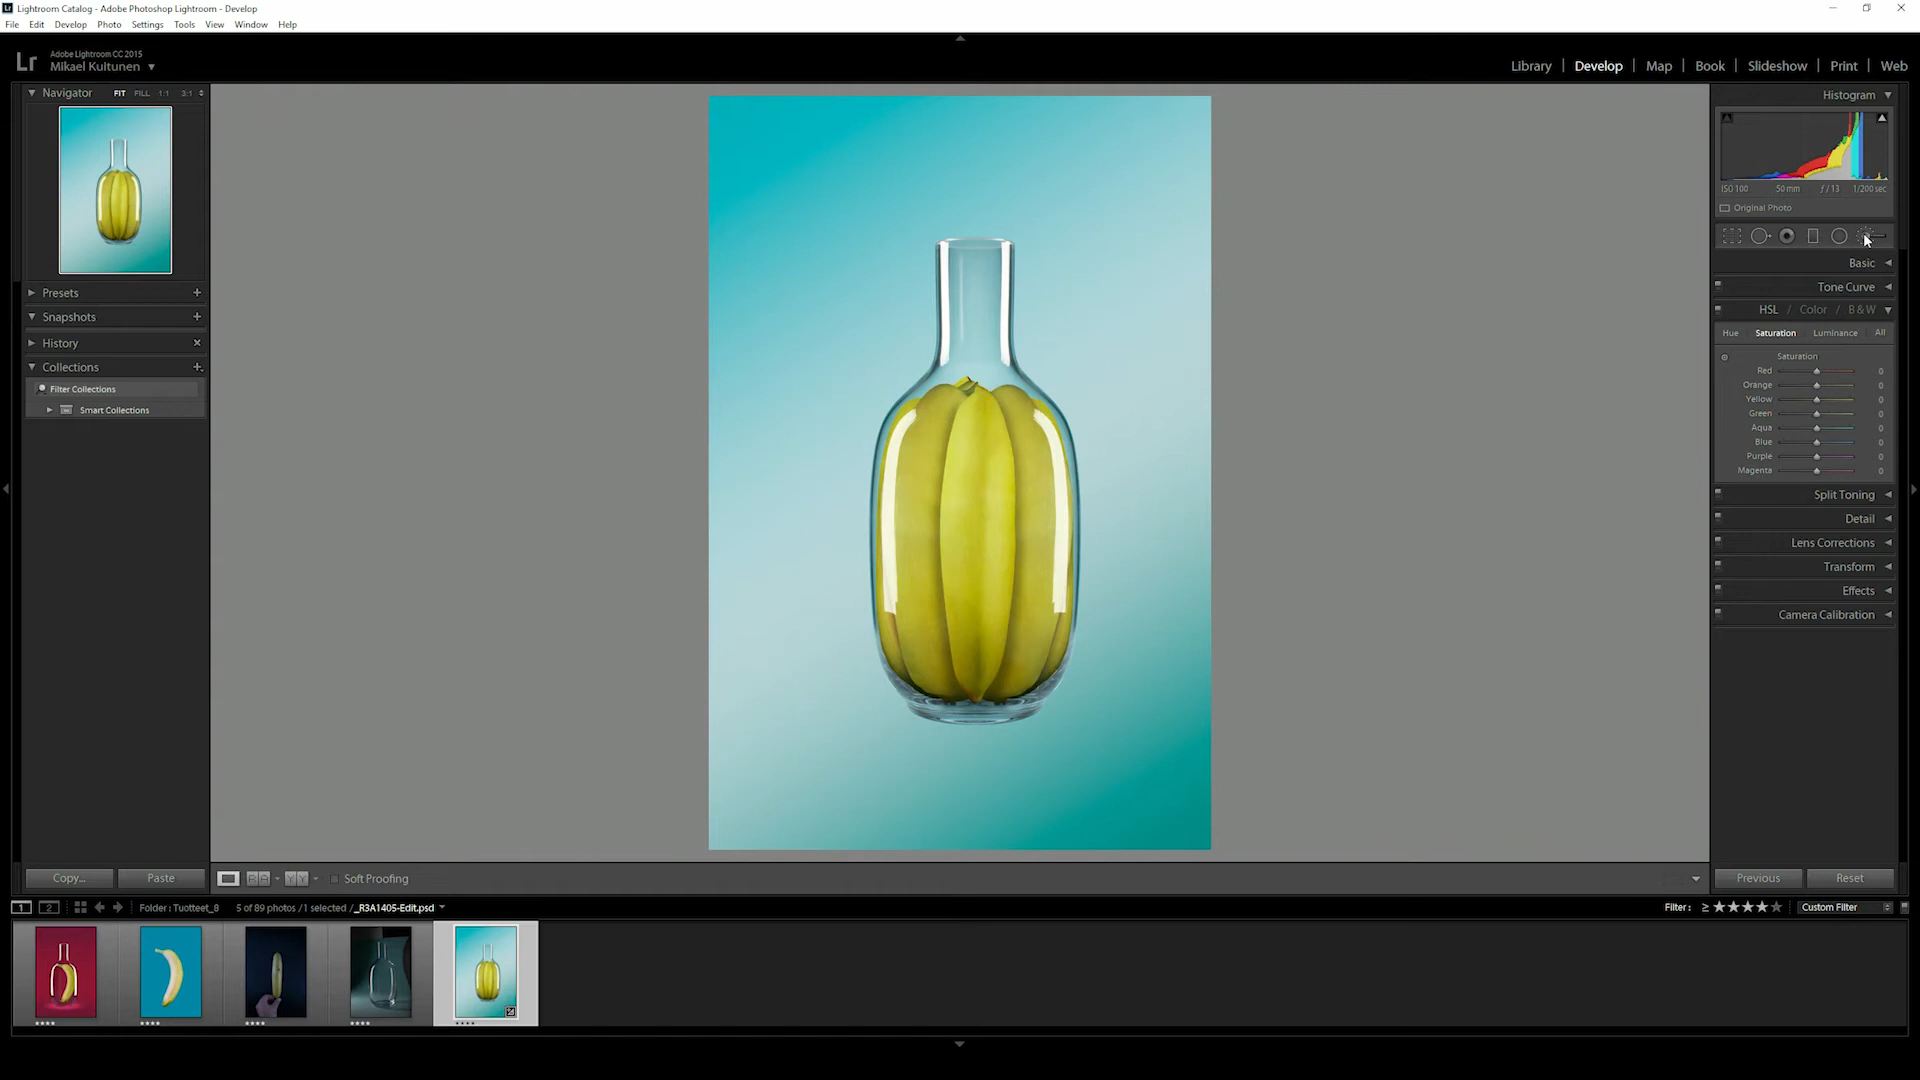 Lightroom Catalog - Adobe Photoshop Lightroom - Develop
File Edit Develop Photo Settings Tools View Window Help
Lr
Adobe Lightroom CC 2015
Mikael Kuitunen
Library | Develop | Map | Book | Slideshow | Print | Web
Navigator FIT FILL 1:1 3:1
Histogram
ISO 100 50 mm ƒ / 13 1/200 sec
Original Photo
Basic
Presets
Tone Curve
Snapshots
HSL / Color / B & W
Hue Saturation Luminance All
History
Saturation
Collections
Red 0
Filter Collections
Orange 0
Yellow 0
Smart Collections
Green 0
Aqua 0
Blue 0
Purple 0
Magenta 0
Split Toning
Detail
Lens Corrections
Transform
Effects
Camera Calibration
Copy... Paste
Soft Proofing
Previous Reset
1 2 Folder : Tuotteet_8 5 of 89 photos /1 selected /_R3A1405-Edit.psd
Filter : ≥ ★★★★★ Custom Filter